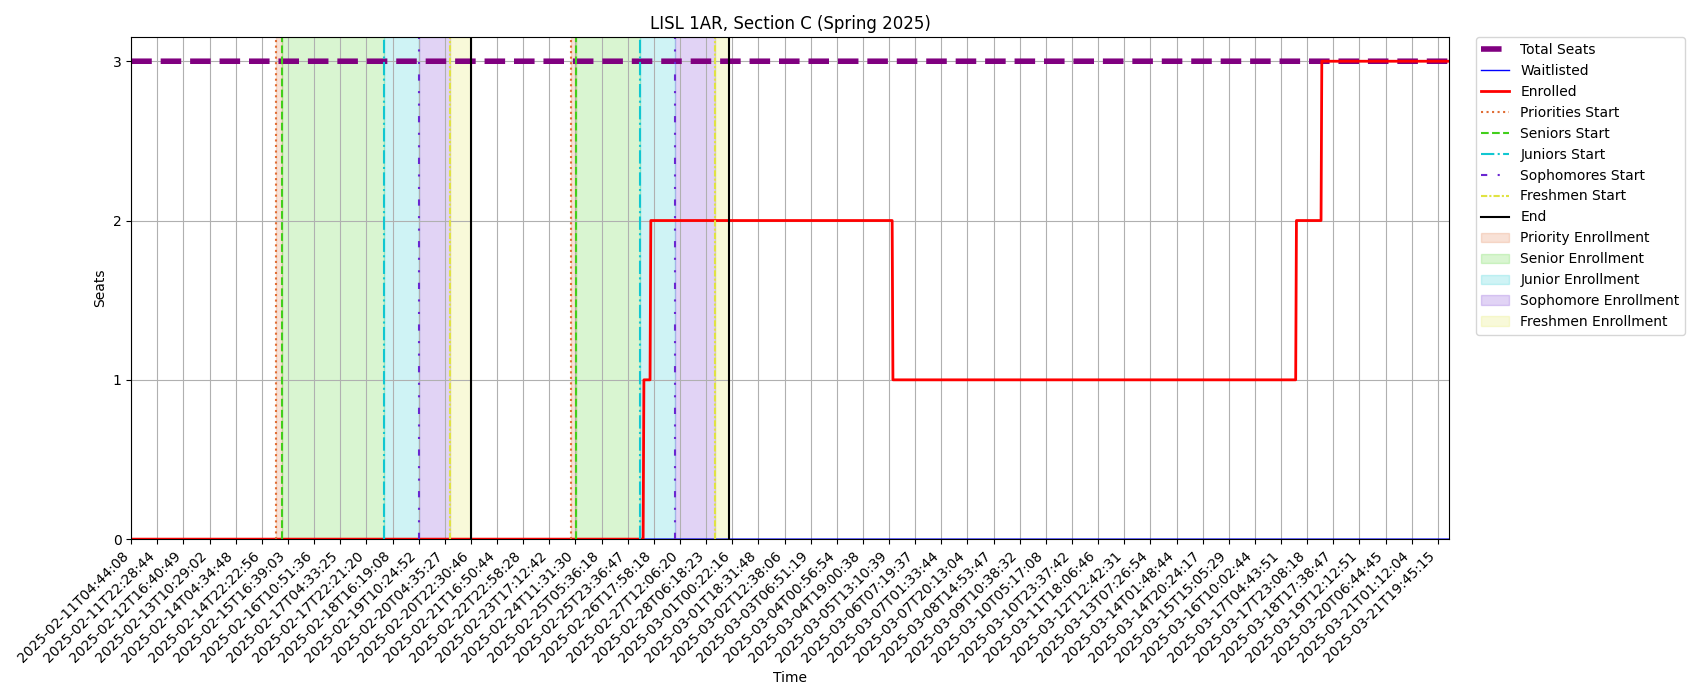 LISL 1AR, Section C (Spring 2025)
Seats
3
2
1
0
2025-02-11T04:44:08
2025-02-11T22:28:44
2025-02-12T16:40:49
2025-02-13T10:29:02
2025-02-14T04:34:48
2025-02-14T22:22:56
2025-02-15T16:39:03
2025-02-16T10:51:36
2025-02-17T04:33:25
2025-02-17T22:21:20
2025-02-18T16:19:08
2025-02-19T10:24:52
2025-02-20T04:35:27
2025-02-20T22:30:46
2025-02-21T16:50:44
2025-02-22T22:58:28
2025-02-23T17:12:42
2025-02-24T11:31:30
2025-02-25T05:36:18
2025-02-25T23:36:47
2025-02-26T17:58:18
2025-02-27T12:06:20
2025-02-28T06:18:23
2025-03-01T00:22:16
2025-03-01T18:31:48
2025-03-02T12:38:06
2025-03-03T06:51:19
2025-03-04T00:56:54
2025-03-04T19:00:38
2025-03-05T13:10:39
2025-03-06T07:19:37
2025-03-07T01:33:44
2025-03-07T20:13:04
2025-03-08T14:53:47
2025-03-09T10:38:32
2025-03-10T05:17:08
2025-03-10T23:37:42
2025-03-11T18:06:46
2025-03-12T12:42:31
2025-03-13T07:26:54
2025-03-14T01:48:44
2025-03-14T20:24:17
2025-03-15T15:05:29
2025-03-16T10:02:44
2025-03-17T04:43:51
2025-03-17T23:08:18
2025-03-18T17:38:47
2025-03-19T12:12:51
2025-03-20T06:44:45
2025-03-21T01:12:04
2025-03-21T19:45:15
Time
Total Seats
Waitlisted
Enrolled
Priorities Start
Seniors Start
Juniors Start
Sophomores Start
Freshmen Start
End
Priority Enrollment
Senior Enrollment
Junior Enrollment
Sophomore Enrollment
Freshmen Enrollment